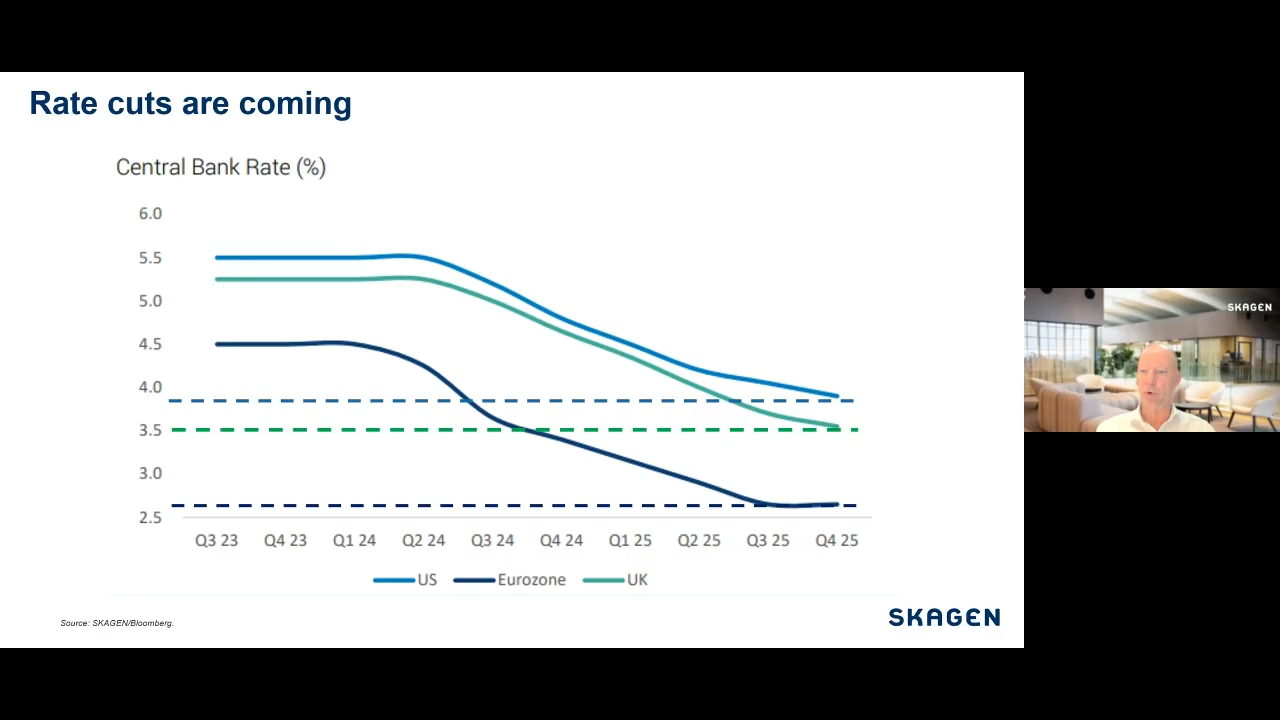 Rate cuts are coming
Central Bank Rate (%)
6.0
5.5
5.0
4.5
4.0
3.5
3.0
2.5
Q3 23 Q4 23 Q1 24 Q2 24 Q3 24 Q4 24 Q1 25 Q2 25 Q3 25 Q4 25
US Eurozone UK
Source: SKAGEN/Bloomberg.
SKAGEN
SKAGEN